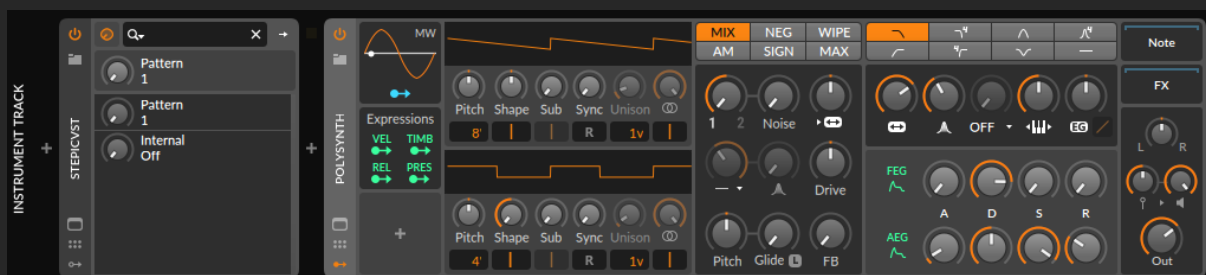 INSTRUMENT TRACK
STEPICVST
Pattern
1
Pattern
1
Internal
Off
POLYSYNTH
MW
Expressions
VEL TIMB
REL PRES
Pitch Shape Sub Sync Unison
8' R 1v
Pitch Shape Sub Sync Unison
4' R 1v
MIX NEG WIPE
AM SIGN MAX
1 2 Noise
Drive
Pitch Glide L FB
OFF EG
FEG
A D S R
AEG
Note
FX
L R
Out